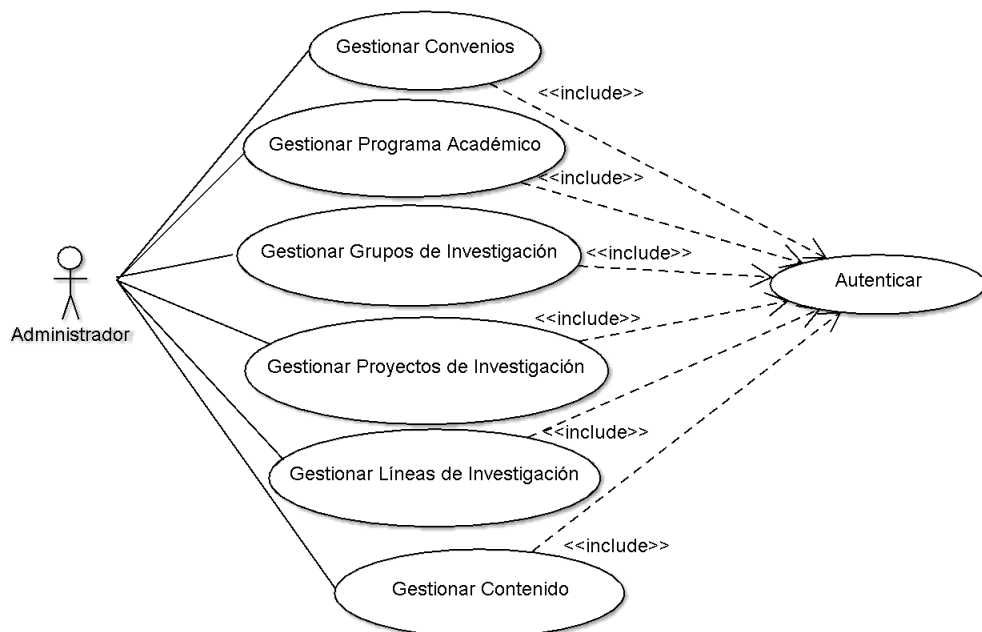 Gestionar Convenios
<<include>>
Gestionar Programa Académico
<<include>>
Gestionar Grupos de Investigación
<<include>>
Autenticar
Administrador
<<include>>
Gestionar Proyectos de Investigación
<<include>>
Gestionar Líneas de Investigación
<<include>>
Gestionar Contenido